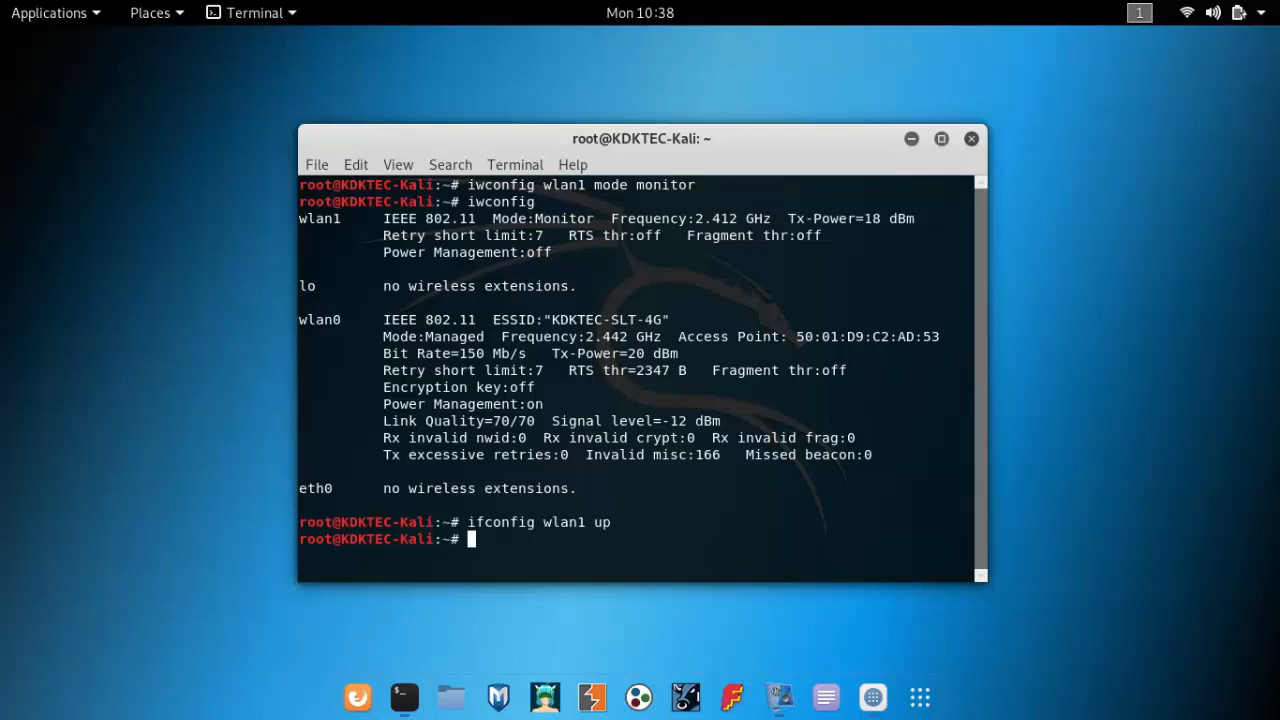 Applications Places Terminal Mon 10:38 1
root@KDKTEC-Kali: ~
File Edit View Search Terminal Help
root@KDKTEC-Kali:~# iwconfig wlan1 mode monitor
root@KDKTEC-Kali:~# iwconfig
wlan1     IEEE 802.11  Mode:Monitor  Frequency:2.412 GHz  Tx-Power=18 dBm
          Retry short limit:7   RTS thr:off   Fragment thr:off
          Power Management:off
lo        no wireless extensions.
wlan0     IEEE 802.11  ESSID:"KDKTEC-SLT-4G"
          Mode:Managed  Frequency:2.442 GHz  Access Point: 50:01:D9:C2:AD:53
          Bit Rate=150 Mb/s   Tx-Power=20 dBm
          Retry short limit:7   RTS thr=2347 B   Fragment thr:off
          Encryption key:off
          Power Management:on
          Link Quality=70/70  Signal level=-12 dBm
          Rx invalid nwid:0  Rx invalid crypt:0  Rx invalid frag:0
          Tx excessive retries:0  Invalid misc:166   Missed beacon:0
eth0      no wireless extensions.
root@KDKTEC-Kali:~# ifconfig wlan1 up
root@KDKTEC-Kali:~#